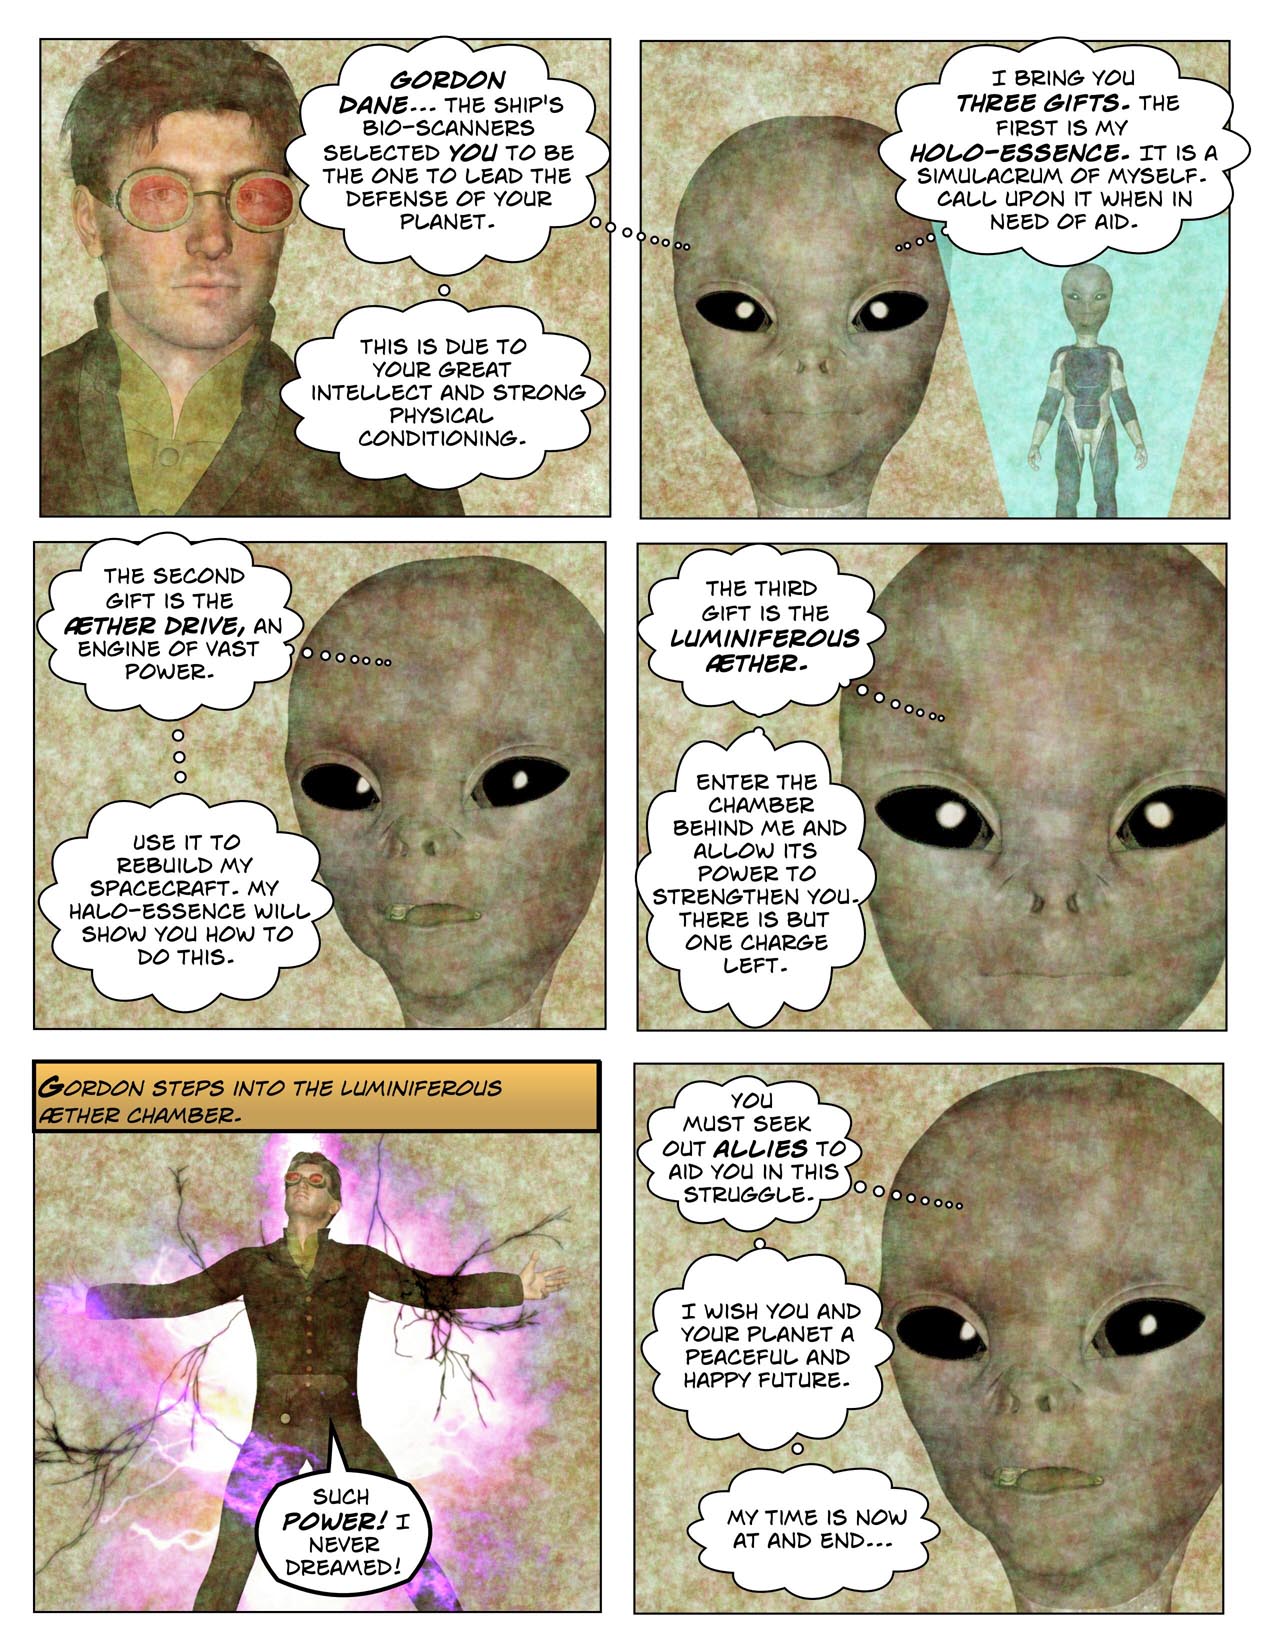 GORDON
DANE... THE SHIP'S
BIO-SCANNERS
SELECTED YOU TO BE
THE ONE TO LEAD THE
DEFENSE OF YOUR
PLANET.
THIS IS DUE TO
YOUR GREAT
INTELLECT AND STRONG
PHYSICAL
CONDITIONING.
I BRING YOU
THREE GIFTS. THE
FIRST IS MY
HOLO-ESSENCE. IT IS A
SIMULACRUM OF MYSELF.
CALL UPON IT WHEN IN
NEED OF AID.
THE SECOND
GIFT IS THE
ÆTHER DRIVE, AN
ENGINE OF VAST
POWER.
USE IT TO
REBUILD MY
SPACECRAFT. MY
HALO-ESSENCE WILL
SHOW YOU HOW TO
DO THIS.
THE THIRD
GIFT IS THE
LUMINIFEROUS
ÆTHER.
ENTER THE
CHAMBER
BEHIND ME AND
ALLOW ITS
POWER TO
STRENGTHEN YOU.
THERE IS BUT
ONE CHARGE
LEFT.
GORDON STEPS INTO THE LUMINIFEROUS
ÆTHER CHAMBER.
SUCH
POWER! I
NEVER
DREAMED!
YOU
MUST SEEK
OUT ALLIES TO
AID YOU IN THIS
STRUGGLE.
I WISH YOU AND
YOUR PLANET A
PEACEFUL AND
HAPPY FUTURE.
MY TIME IS NOW
AT AND END...